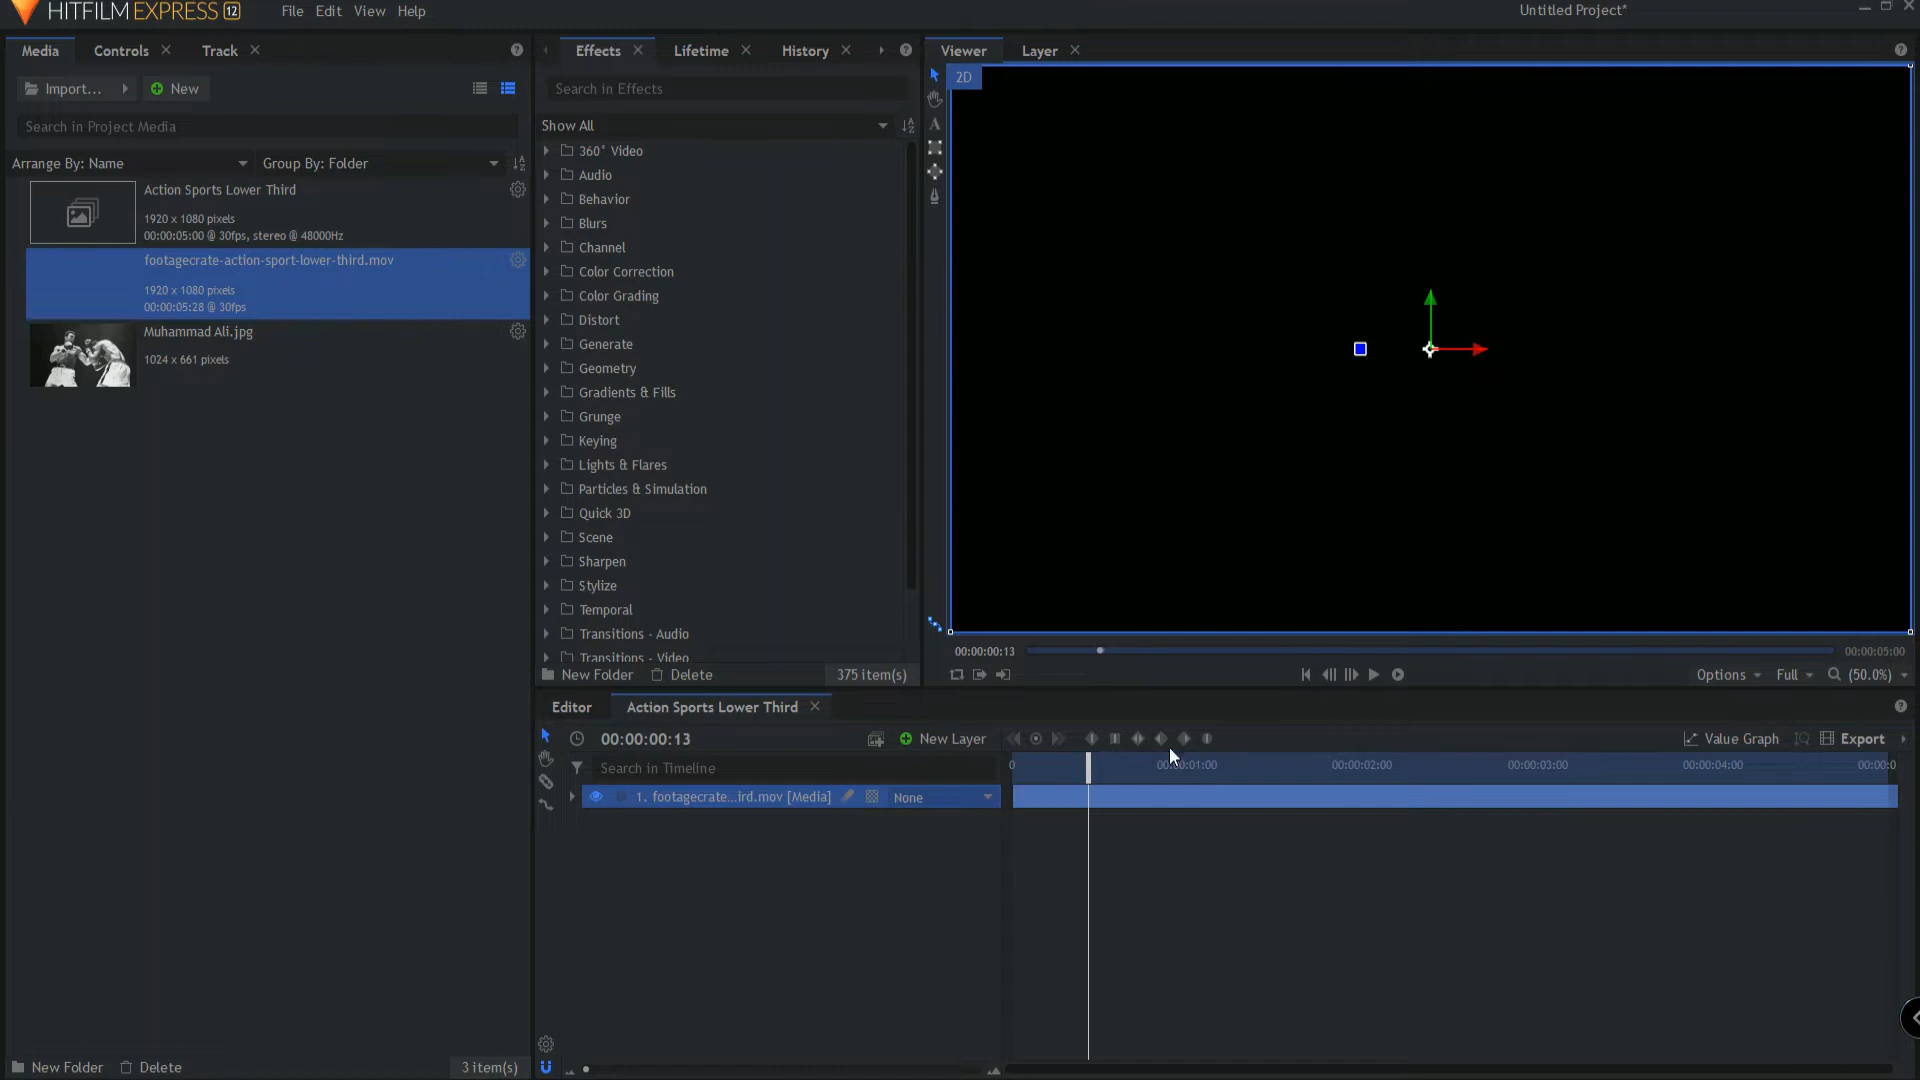 HITFILM EXPRESS 12
File Edit View Help
Untitled Project*
Media Controls Track
Effects Lifetime History
Viewer Layer
Import... New
Search in Effects
2D
Search in Project Media
Show All
Arrange By: Name Group By: Folder
360° Video
Action Sports Lower Third
1920 x 1080 pixels
00:00:05:00 @ 30fps, stereo @ 48000Hz
footagecrate-action-sport-lower-third.mov
1920 x 1080 pixels
00:00:05:28 @ 30fps
Muhammad Ali.jpg
1024 x 661 pixels
Audio
Behavior
Blurs
Channel
Color Correction
Color Grading
Distort
Generate
Geometry
Gradients & Fills
Grunge
Keying
Lights & Flares
Particles & Simulation
Quick 3D
Scene
Sharpen
Stylize
Temporal
Transitions - Audio
Transitions - Video
New Folder Delete 375 item(s)
00:00:00:13 00:00:05:00
Options Full (50.0%)
Editor Action Sports Lower Third
00:00:00:13 New Layer Value Graph Export
Search in Timeline
0 00:00:01:00 00:00:02:00 00:00:03:00 00:00:04:00 00:00:0
1. footagecrate...ird.mov [Media] None
New Folder Delete 3 item(s)